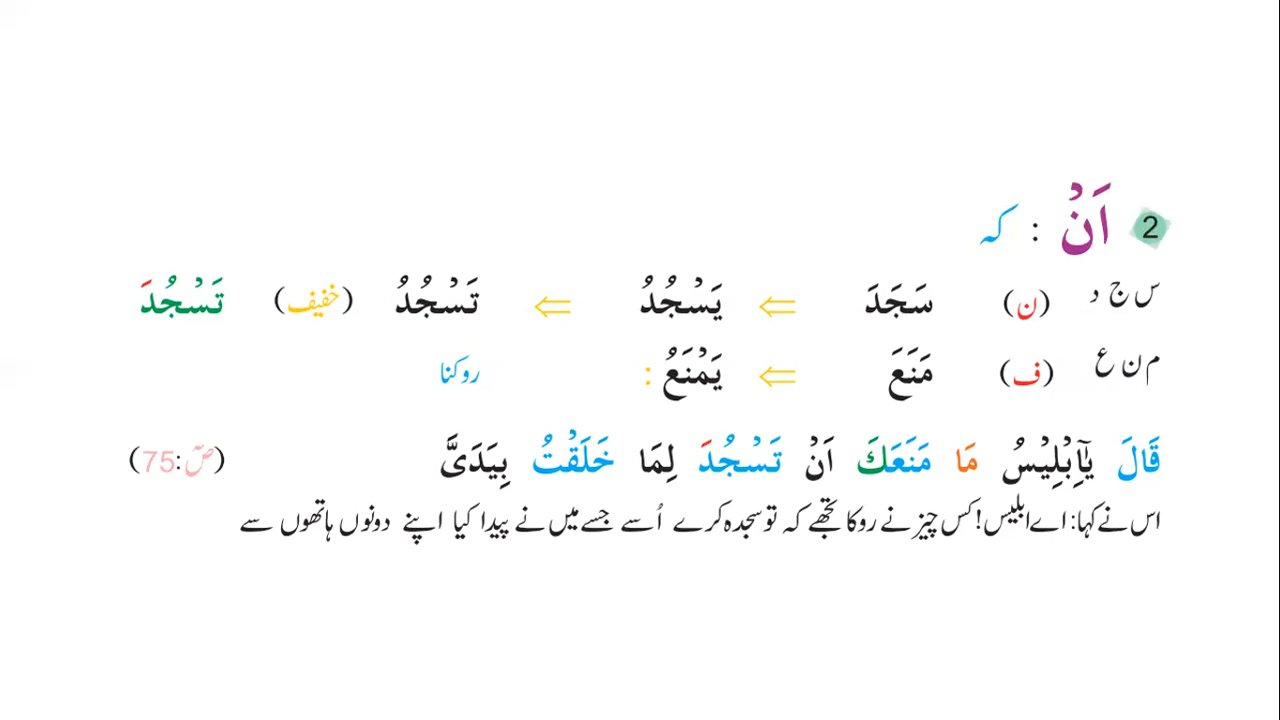 2 اَنْ : کہ
س ج د (ن) سَجَدَ ⇐ يَسْجُدُ ⇐ تَسْجُدُ (خفیف) تَسْجُدَ
م ن ع (ف) مَنَعَ ⇐ يَمْنَعُ : روکنا
قَالَ يٰۤاِبْلِيْسُ مَا مَنَعَكَ اَنْ تَسْجُدَ لِمَا خَلَقْتُ بِيَدَىَّ (صٓ:75)
اس نے کہا: اے ابلیس! کس چیز نے روکا تجھے کہ تو سجدہ کرے اُسے جسے میں نے پیدا کیا اپنے دونوں ہاتھوں سے